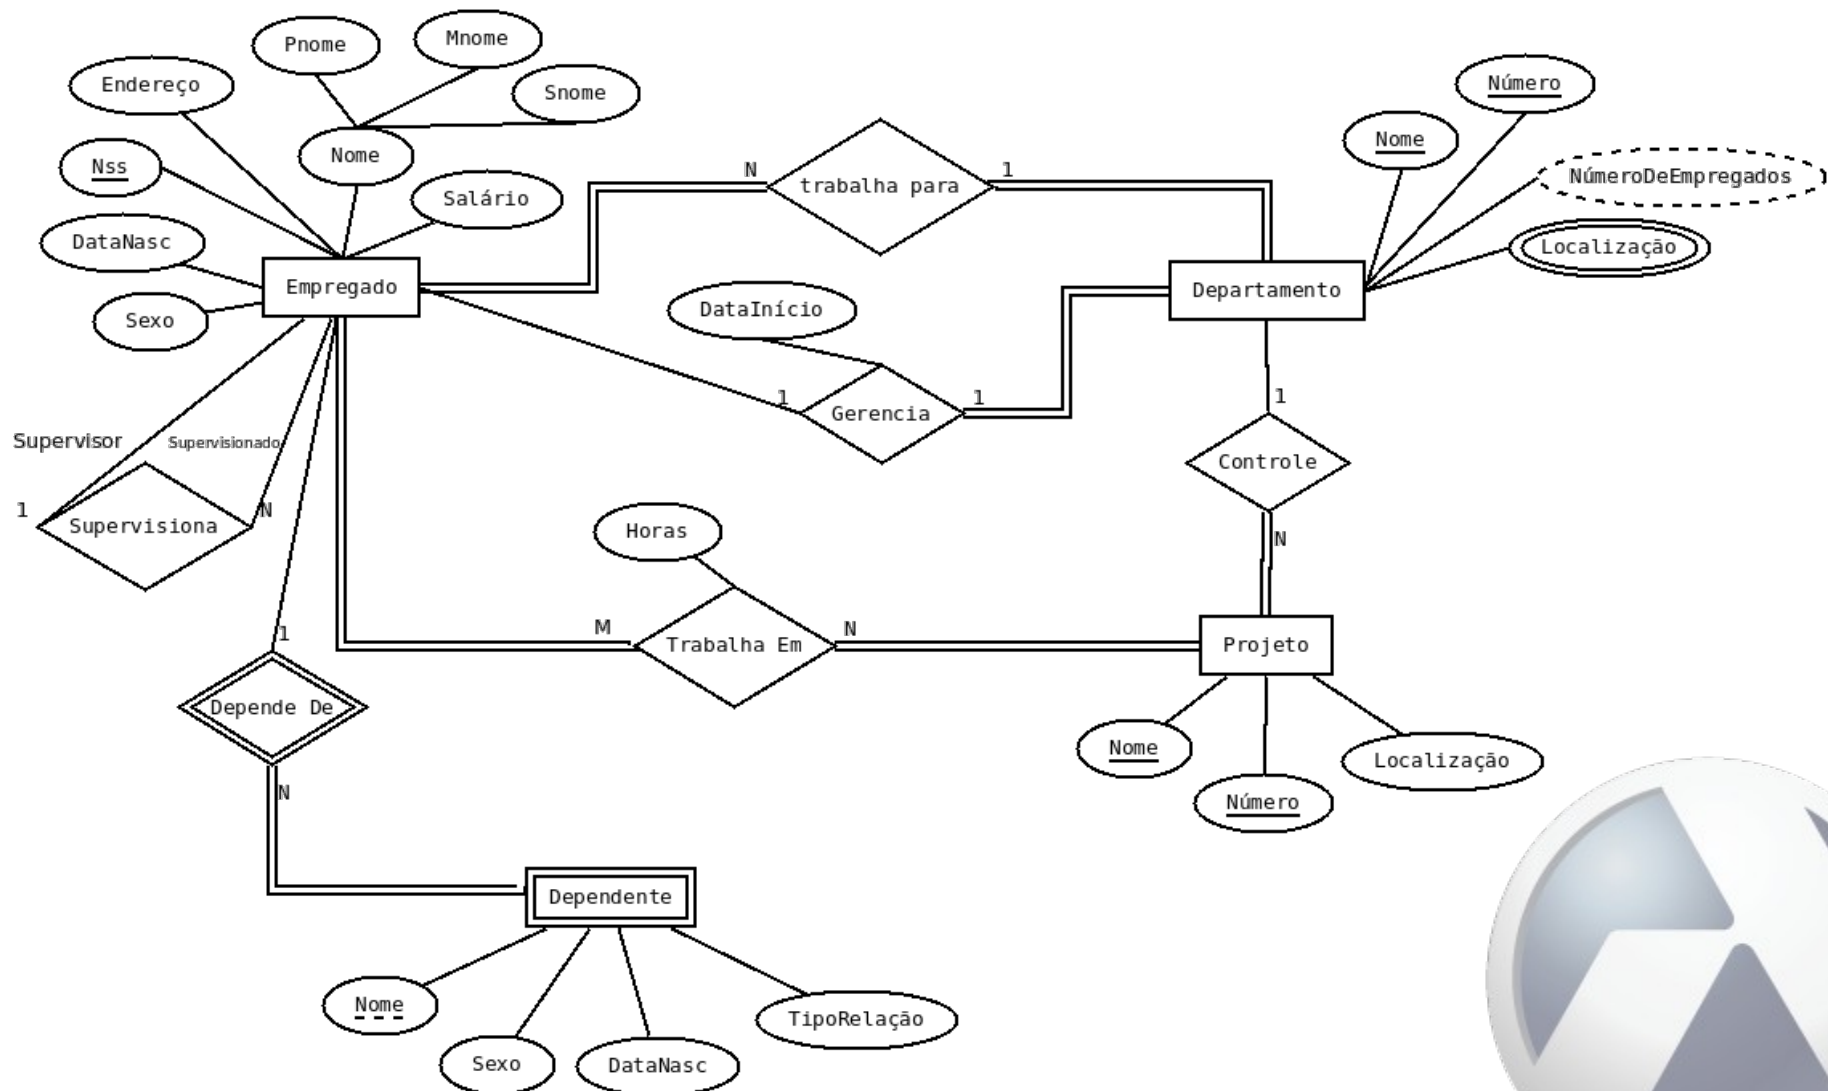 Pnome
Mnome
Snome
Endereço
Nome
Nss
Salário
DataNasc
Empregado
Sexo
N
trabalha para
1
Número
Nome
NúmeroDeEmpregados
Localização
Departamento
DataInício
1
Gerencia
1
1
Controle
N
Supervisor
Supervisionado
1
Supervisiona
N
Horas
M
Trabalha Em
N
Projeto
1
Depende De
N
Nome
Número
Localização
Dependente
Nome
Sexo
DataNasc
TipoRelação